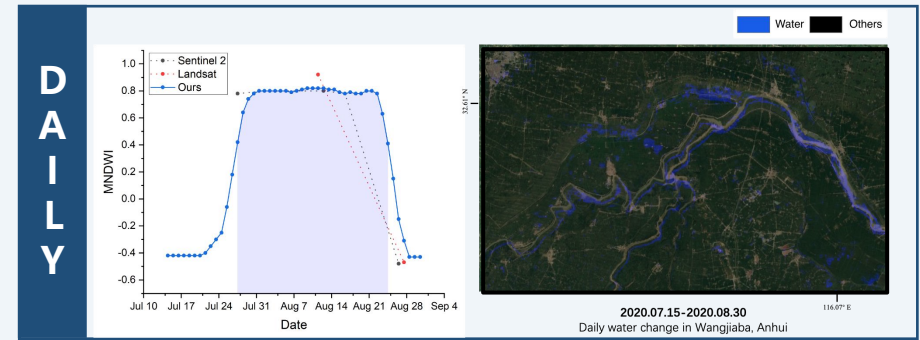 DAILY
1.0
0.8
0.6
0.4
0.2
0.0
-0.2
-0.4
-0.6
MNDWI
Sentinel 2
Landsat
Ours
Jul 10 Jul 17 Jul 24 Jul 31 Aug 7 Aug 14 Aug 21 Aug 28 Sep 4
Date
Water Others
32.61° N
116.07° E
2020.07.15-2020.08.30
Daily water change in Wangjiaba, Anhui